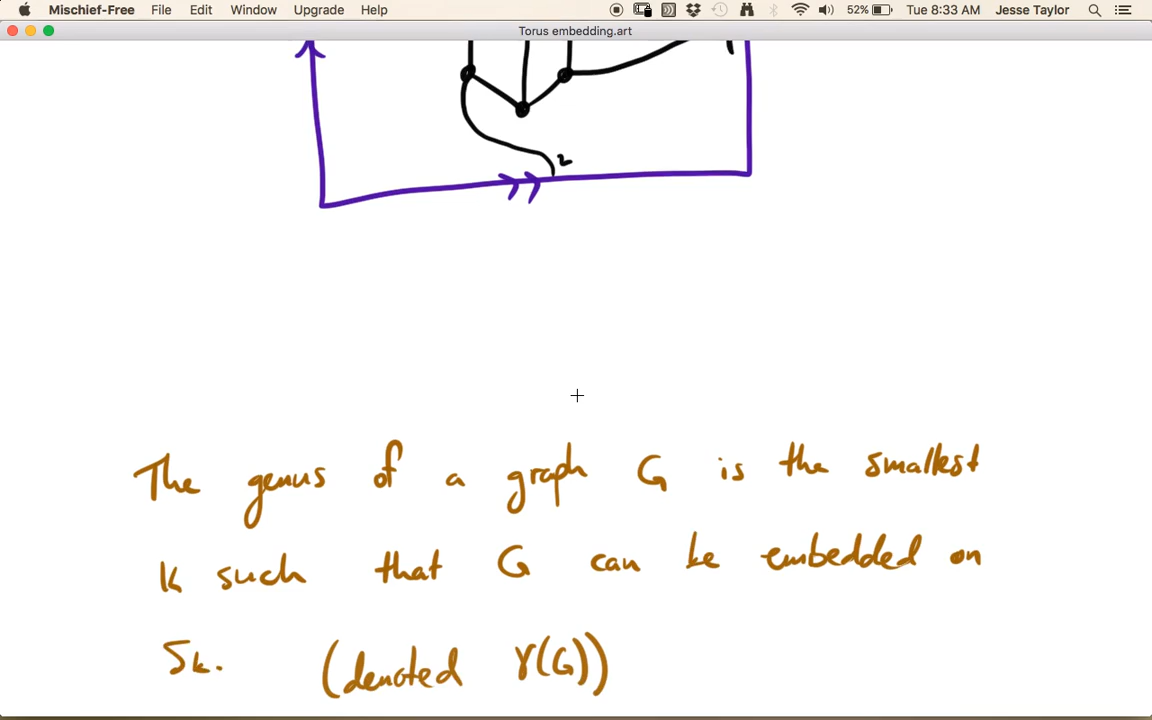 Mischief-Free File Edit Window Upgrade Help 52% Tue 8:33 AM Jesse Taylor
Torus embedding.art
2
The genus of a graph G is the smallest
k such that G can be embedded on
Sk. (denoted γ(G))